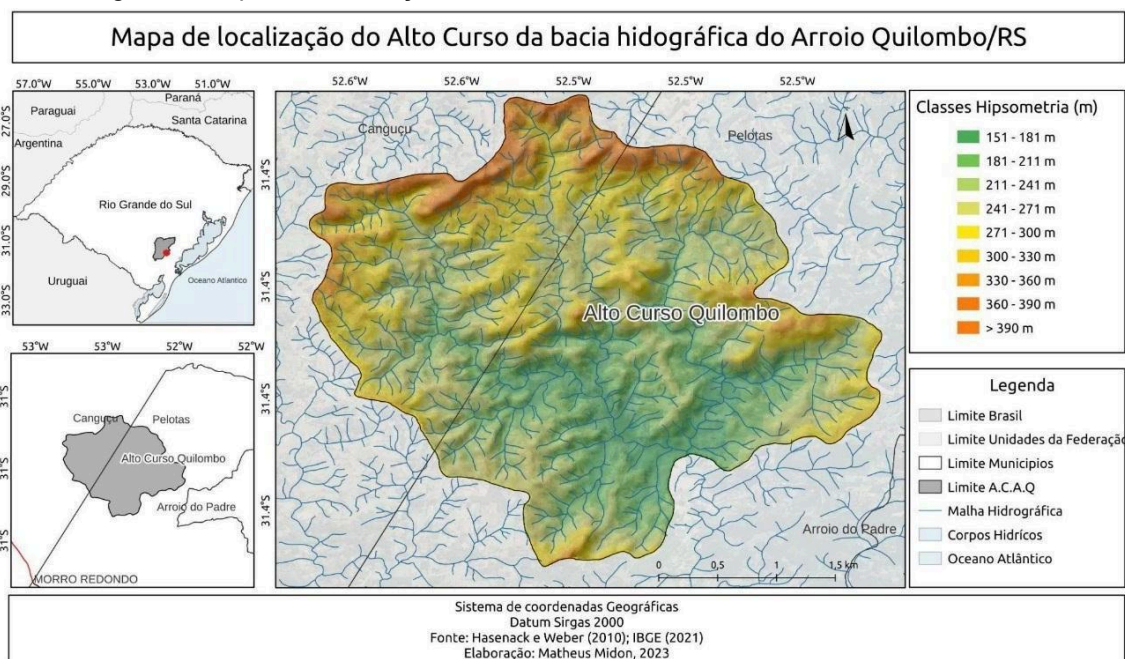 Mapa de localização do Alto Curso da bacia hidográfica do Arroio Quilombo/RS
57.0°W 55.0°W 53.0°W 51.0°W
27.0°S
29.0°S
31.0°S
33.0°S
Paraguai
Paraná
Santa Catarina
Argentina
Rio Grande do Sul
Uruguai
Oceano Atlantico
53°W 53°W 52°W 52°W
31°S
31°S
31°S
Canguçu
Pelotas
Alto Curso Quilombo
Arroio do Padre
MORRO REDONDO
52.6°W 52.6°W 52.5°W 52.5°W 52.5°W
31.4°S
31.4°S
31.4°S
31.4°S
Canguçu
Pelotas
Alto Curso Quilombo
Arroio do Padre
0 0,5 1 1,5 km
Classes Hipsometria (m)
151 - 181 m
181 - 211 m
211 - 241 m
241 - 271 m
271 - 300 m
300 - 330 m
330 - 360 m
360 - 390 m
> 390 m
Legenda
Limite Brasil
Limite Unidades da Federação
Limite Municipios
Limite A.C.A.Q
Malha Hidrográfica
Corpos Hidrícos
Oceano Atlântico
Sistema de coordenadas Geográficas
Datum Sirgas 2000
Fonte: Hasenack e Weber (2010); IBGE (2021)
Elaboração: Matheus Midon, 2023